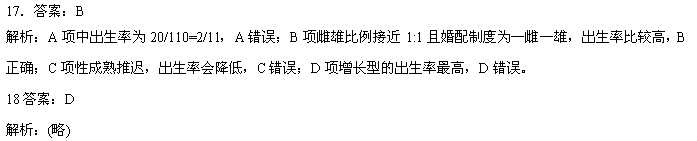 17．答案：B
解析：A 项中出生率为 20/110=2/11，A 错误；B 项雌雄比例接近 1:1 且婚配制度为一雌一雄，出生率比较高，B
正确；C 项性成熟推迟，出生率会降低，C 错误；D 项增长型的出生率最高，D 错误。
18 答案：D
解析：(略)